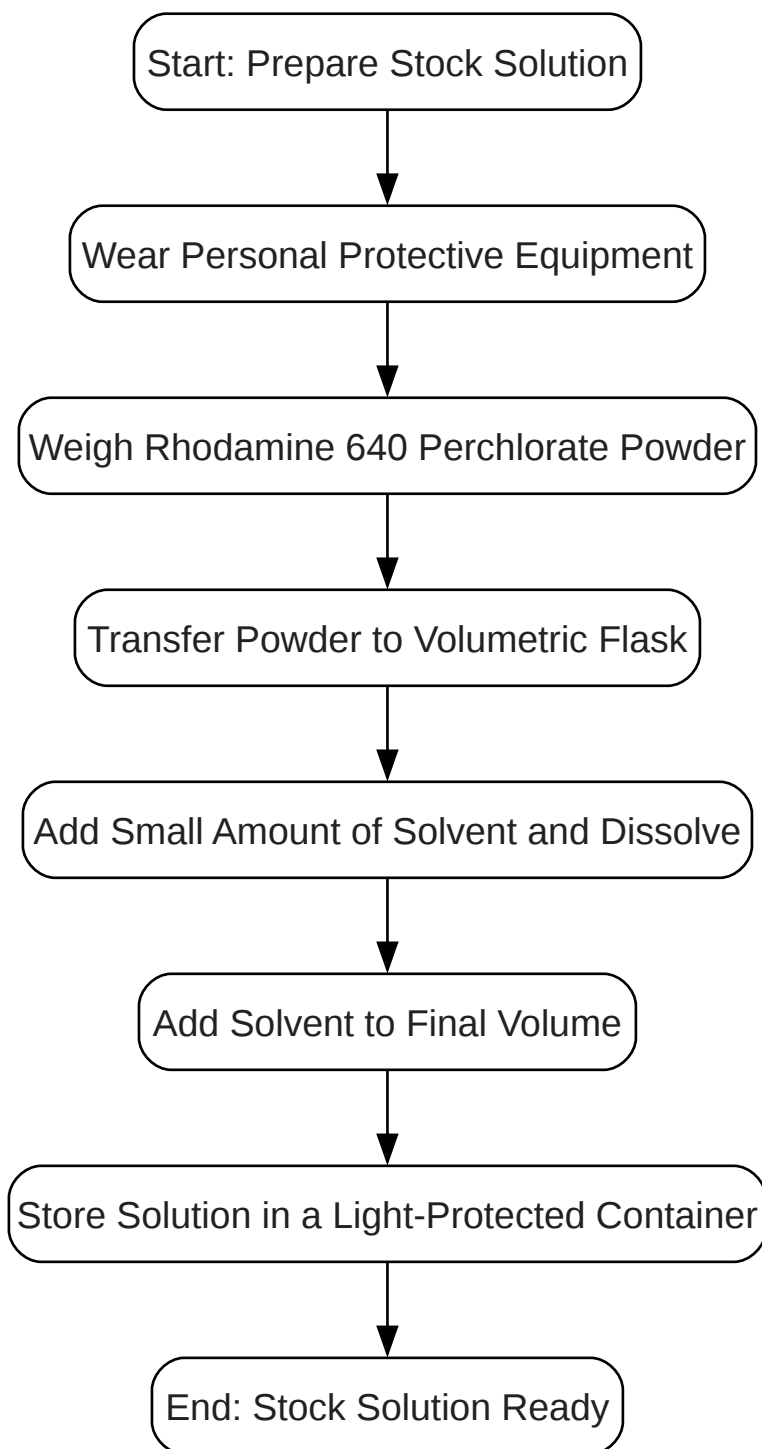 Start: Prepare Stock Solution
Wear Personal Protective Equipment
Weigh Rhodamine 640 Perchlorate Powder
Transfer Powder to Volumetric Flask
Add Small Amount of Solvent and Dissolve
Add Solvent to Final Volume
Store Solution in a Light-Protected Container
End: Stock Solution Ready